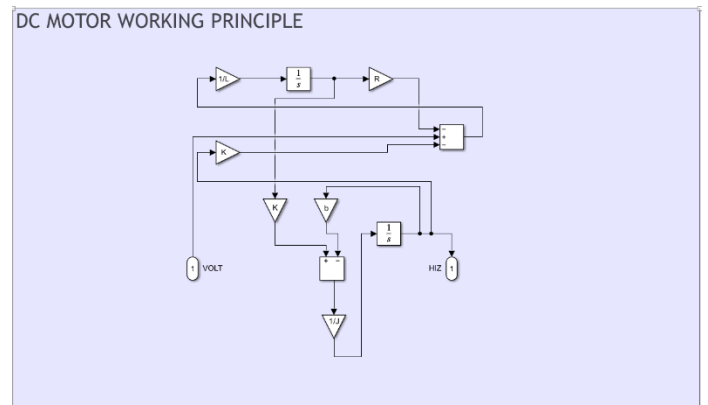 DC MOTOR WORKING PRINCIPLE
1/L
1
s
R
−
+
−
K
K
b
1
s
+ −
1 VOLT
HIZ 1
1/J